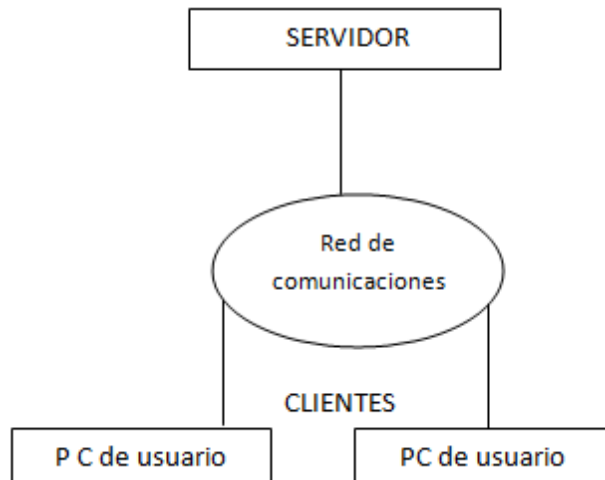 SERVIDOR
Red de
comunicaciones
CLIENTES
P C de usuario
PC de usuario